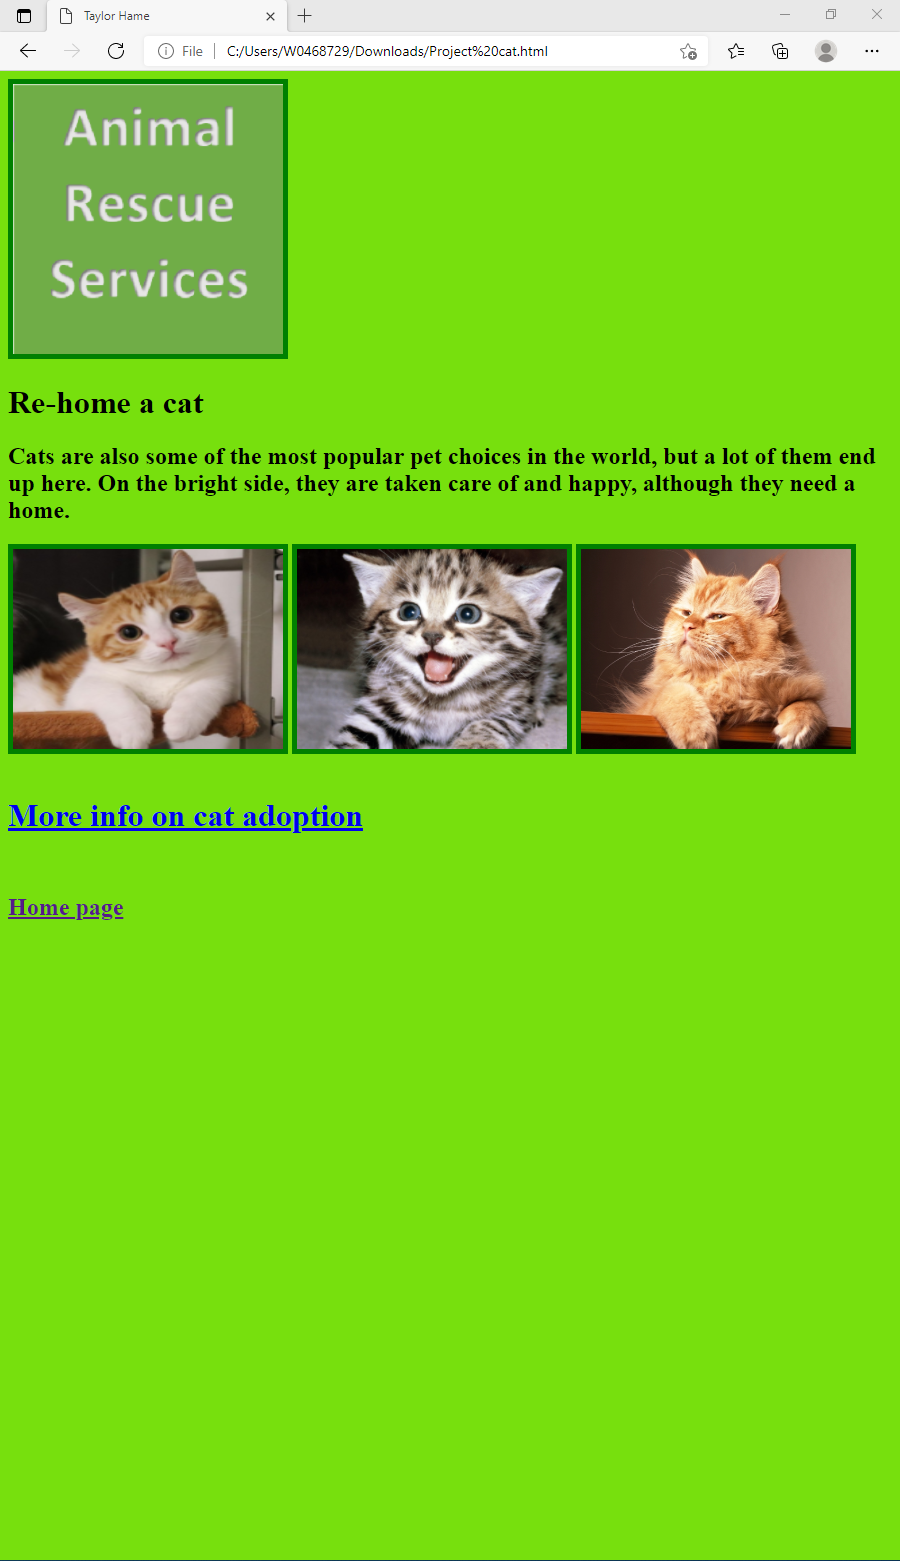 Taylor Hame
File
C:/Users/W0468729/Downloads/Project%20cat.html
Animal
Rescue
Services
Re-home a cat
Cats are also some of the most popular pet choices in the world, but a lot of them end
up here. On the bright side, they are taken care of and happy, although they need a
home.
More info on cat adoption
Home page